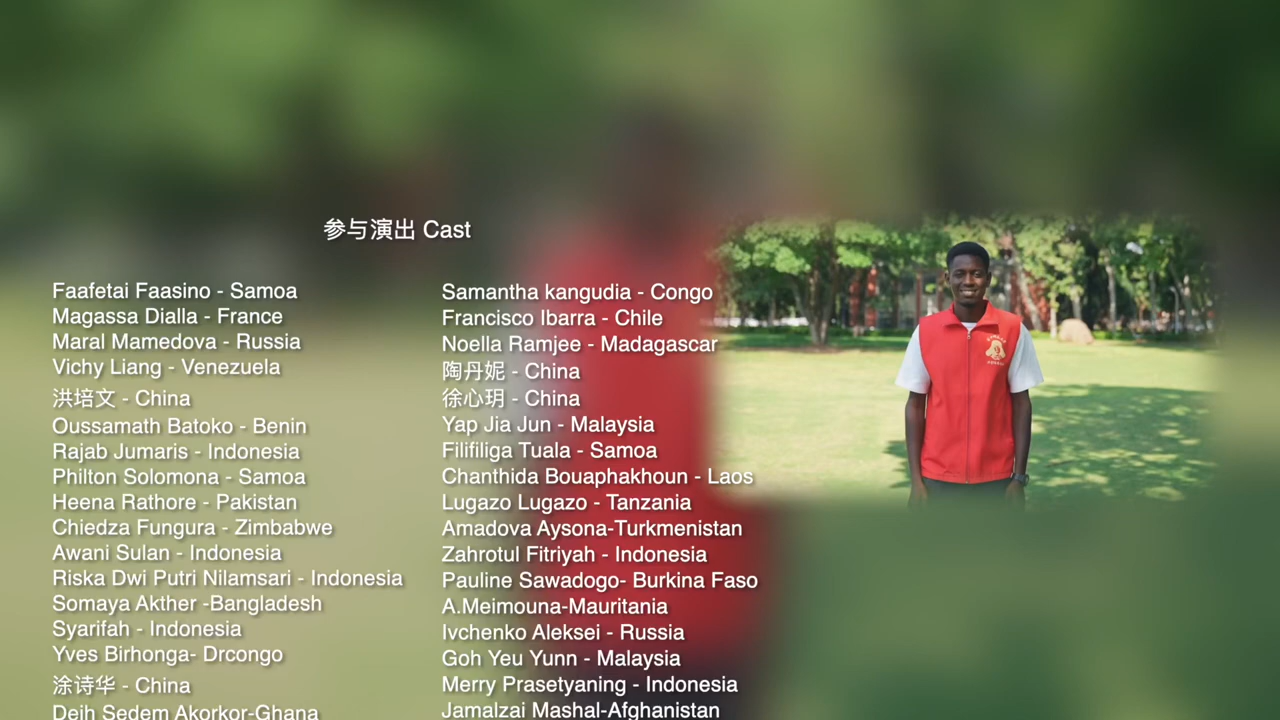 参与演出 Cast
Faafetai Faasino - Samoa
Magassa Dialla - France
Maral Mamedova - Russia
Vichy Liang - Venezuela
洪培文 - China
Oussamath Batoko - Benin
Rajab Jumaris - Indonesia
Philton Solomona - Samoa
Heena Rathore - Pakistan
Chiedza Fungura - Zimbabwe
Awani Sulan - Indonesia
Riska Dwi Putri Nilamsari - Indonesia
Somaya Akther -Bangladesh
Syarifah - Indonesia
Yves Birhonga- Drcongo
涂诗华 - China
Deih Sedem Akorkor-Ghana
Samantha kangudia - Congo
Francisco Ibarra - Chile
Noella Ramjee - Madagascar
陶丹妮 - China
徐心玥 - China
Yap Jia Jun - Malaysia
Filifiliga Tuala - Samoa
Chanthida Bouaphakhoun - Laos
Lugazo Lugazo - Tanzania
Amadova Aysona-Turkmenistan
Zahrotul Fitriyah - Indonesia
Pauline Sawadogo- Burkina Faso
A.Meimouna-Mauritania
Ivchenko Aleksei - Russia
Goh Yeu Yunn - Malaysia
Merry Prasetyaning - Indonesia
Jamalzai Mashal-Afghanistan